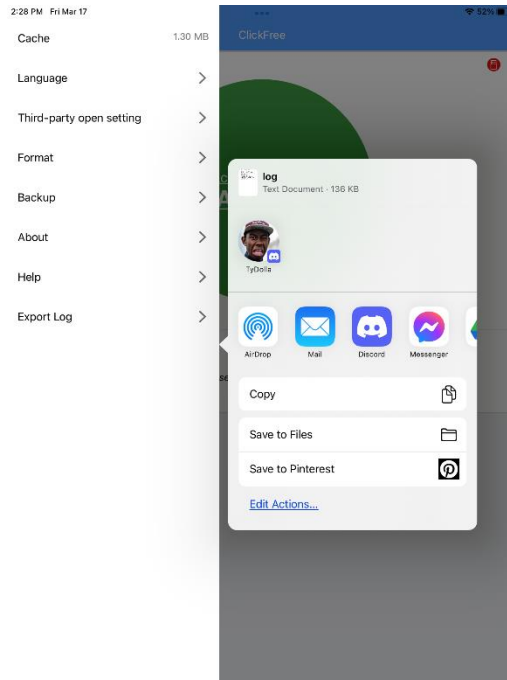 2:28 PM Fri Mar 17
52%
Cache 1.30 MB
ClickFree
Language
Third-party open setting
Format
Backup
About
Help
Export Log
log
Text Document · 136 KB
TyDolla
AirDrop
Mail
Discord
Messenger
Copy
Save to Files
Save to Pinterest
Edit Actions...